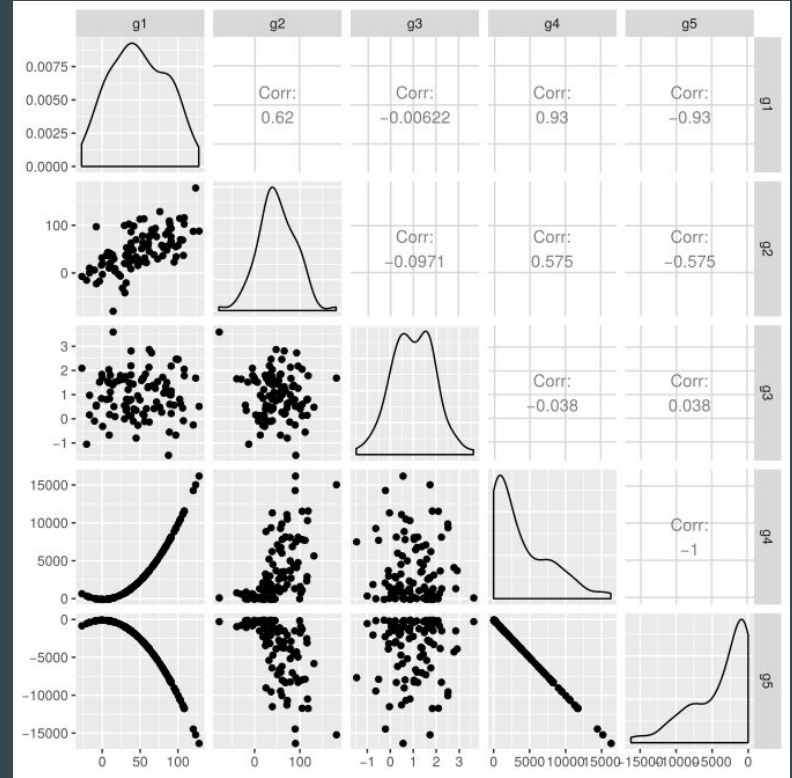 g1 g2 g3 g4 g5
0.0075
0.0050
0.0025
0.0000
Corr:
0.62
Corr:
−0.00622
Corr:
0.93
Corr:
−0.93
g1
100
0
Corr:
−0.0971
Corr:
0.575
Corr:
−0.575
g2
3
2
1
0
−1
Corr:
−0.038
Corr:
0.038
g3
15000
10000
5000
0
Corr:
−1
g4
0
−5000
−10000
−15000
g5
0 50 100 0 100 −1 0 1 2 3 0 5000 10000 15000 −15000 −10000 −5000 0